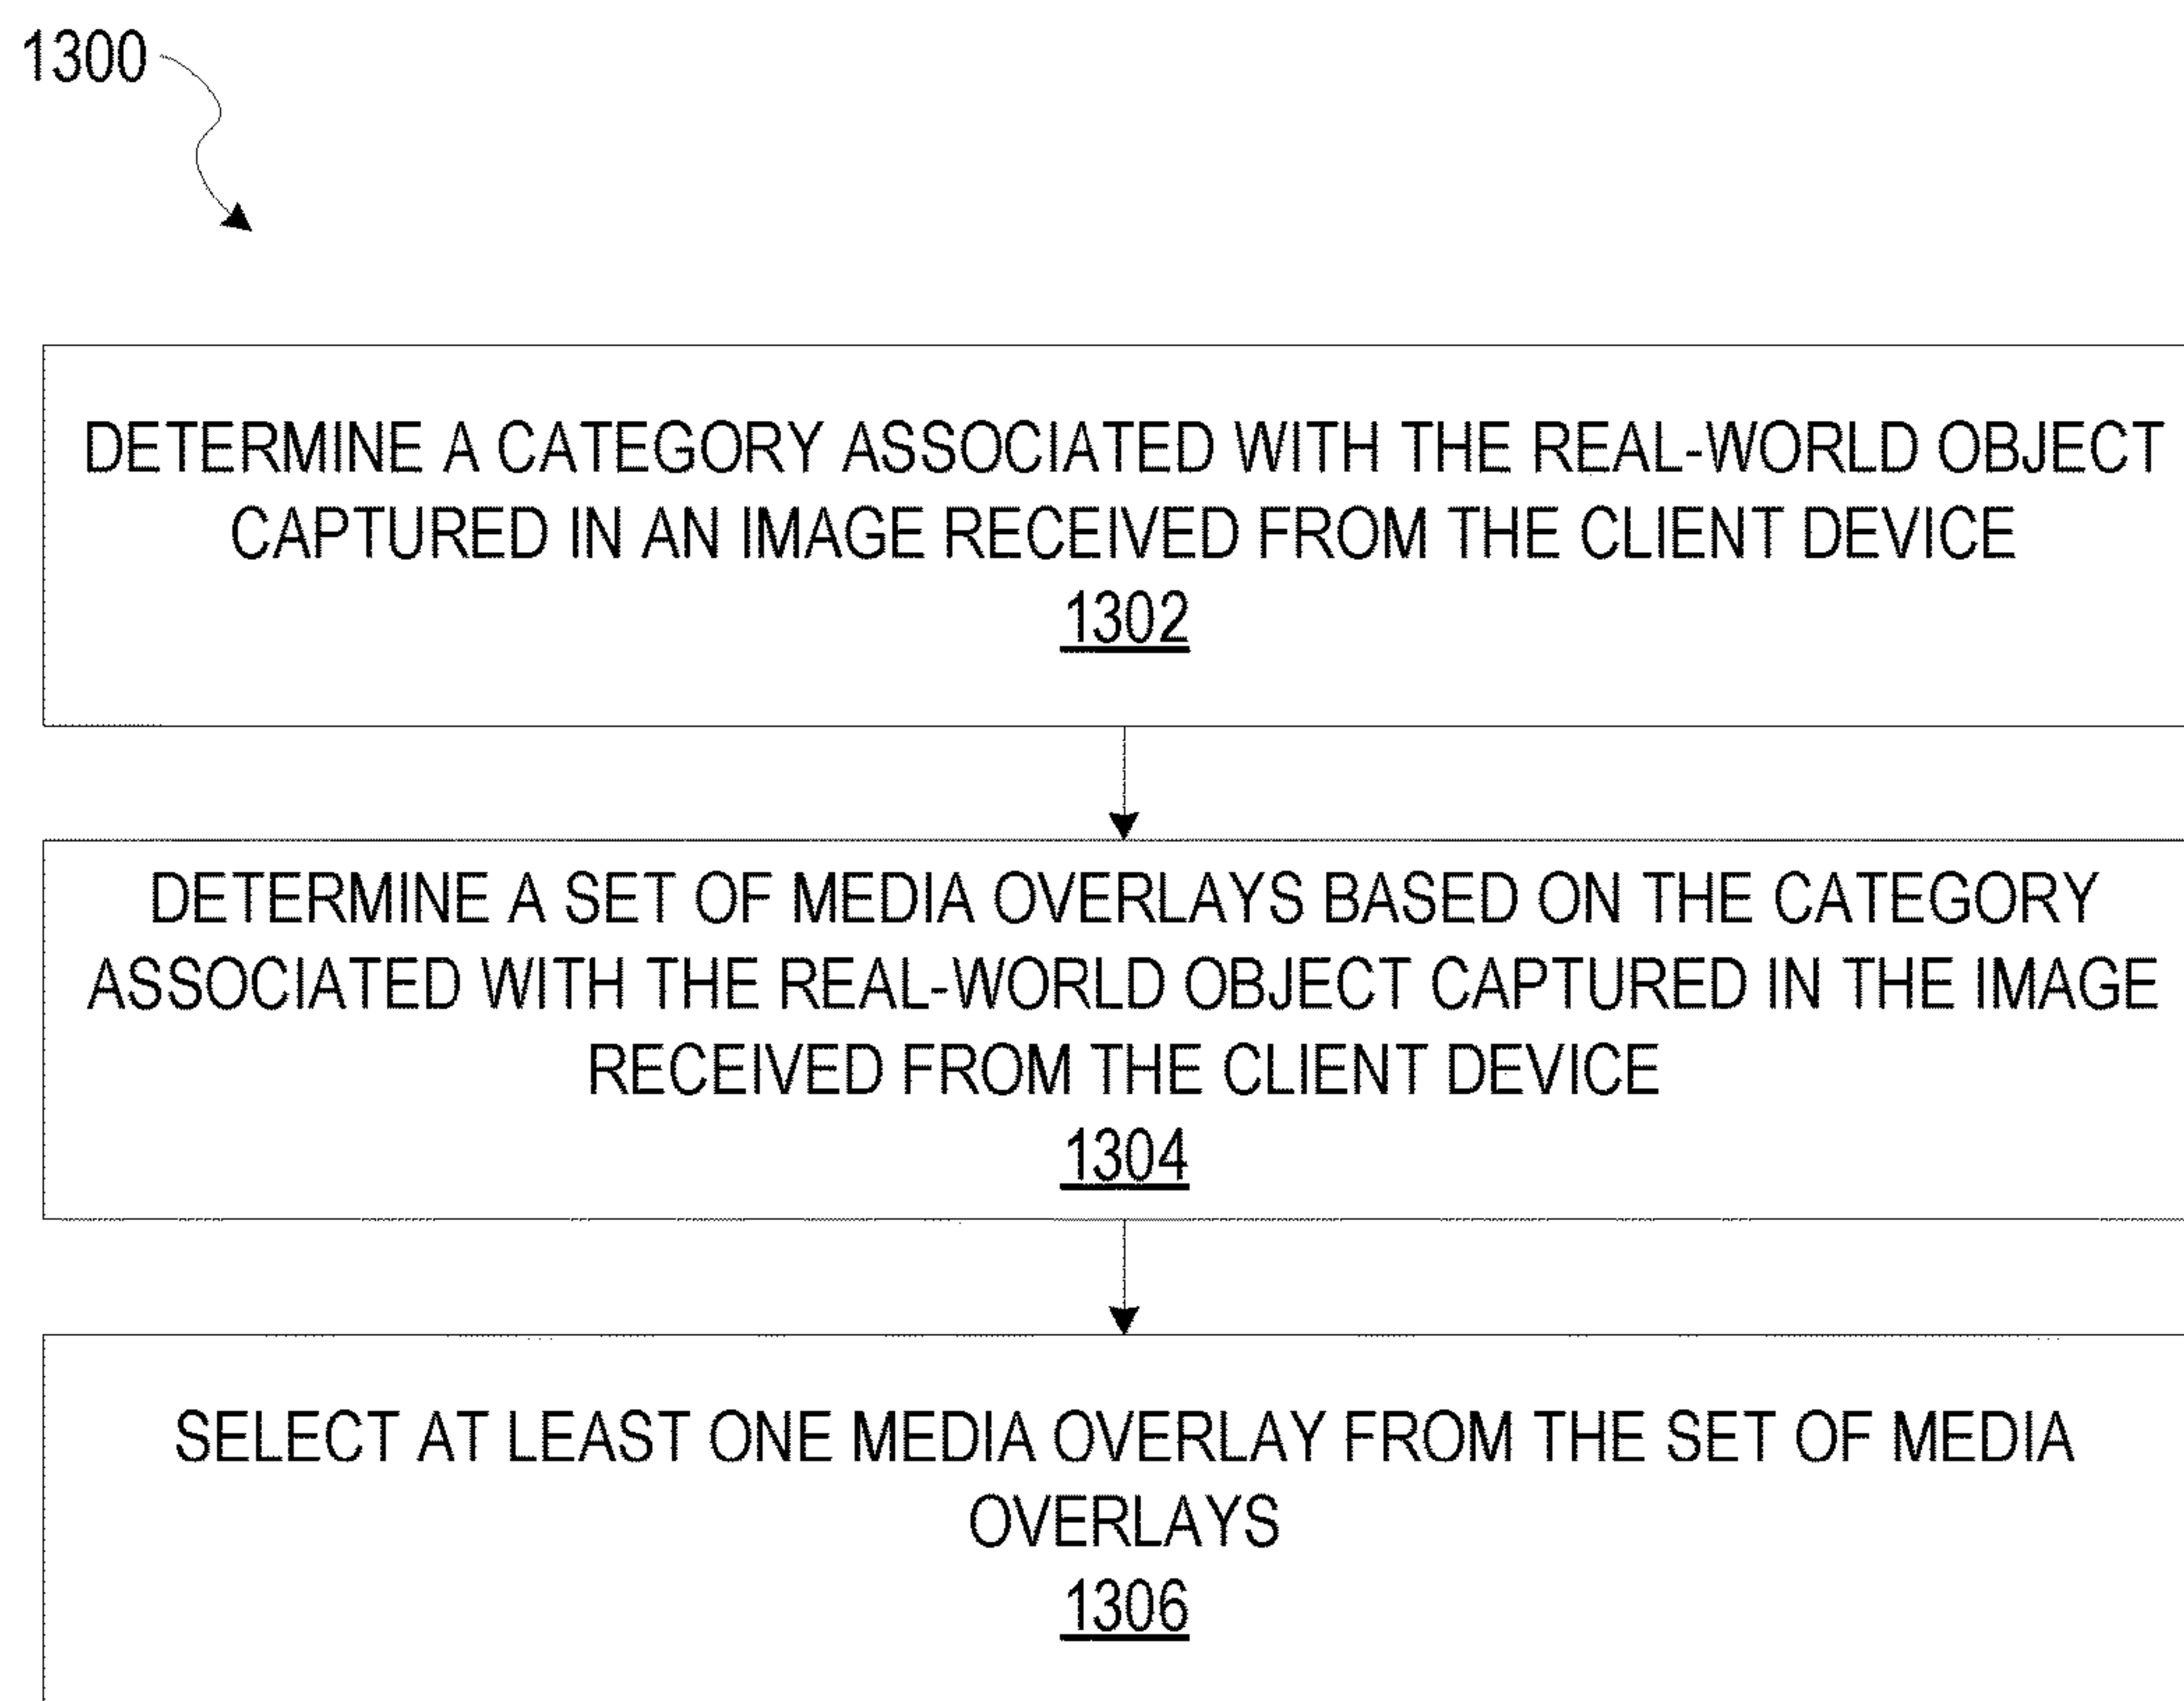 1300
DETERMINE A CATEGORY ASSOCIATED WITH THE REAL-WORLD OBJECT
CAPTURED IN AN IMAGE RECEIVED FROM THE CLIENT DEVICE
1302
DETERMINE A SET OF MEDIA OVERLAYS BASED ON THE CATEGORY
ASSOCIATED WITH THE REAL-WORLD OBJECT CAPTURED IN THE IMAGE
RECEIVED FROM THE CLIENT DEVICE
1304
SELECT AT LEAST ONE MEDIA OVERLAY FROM THE SET OF MEDIA
OVERLAYS
1306